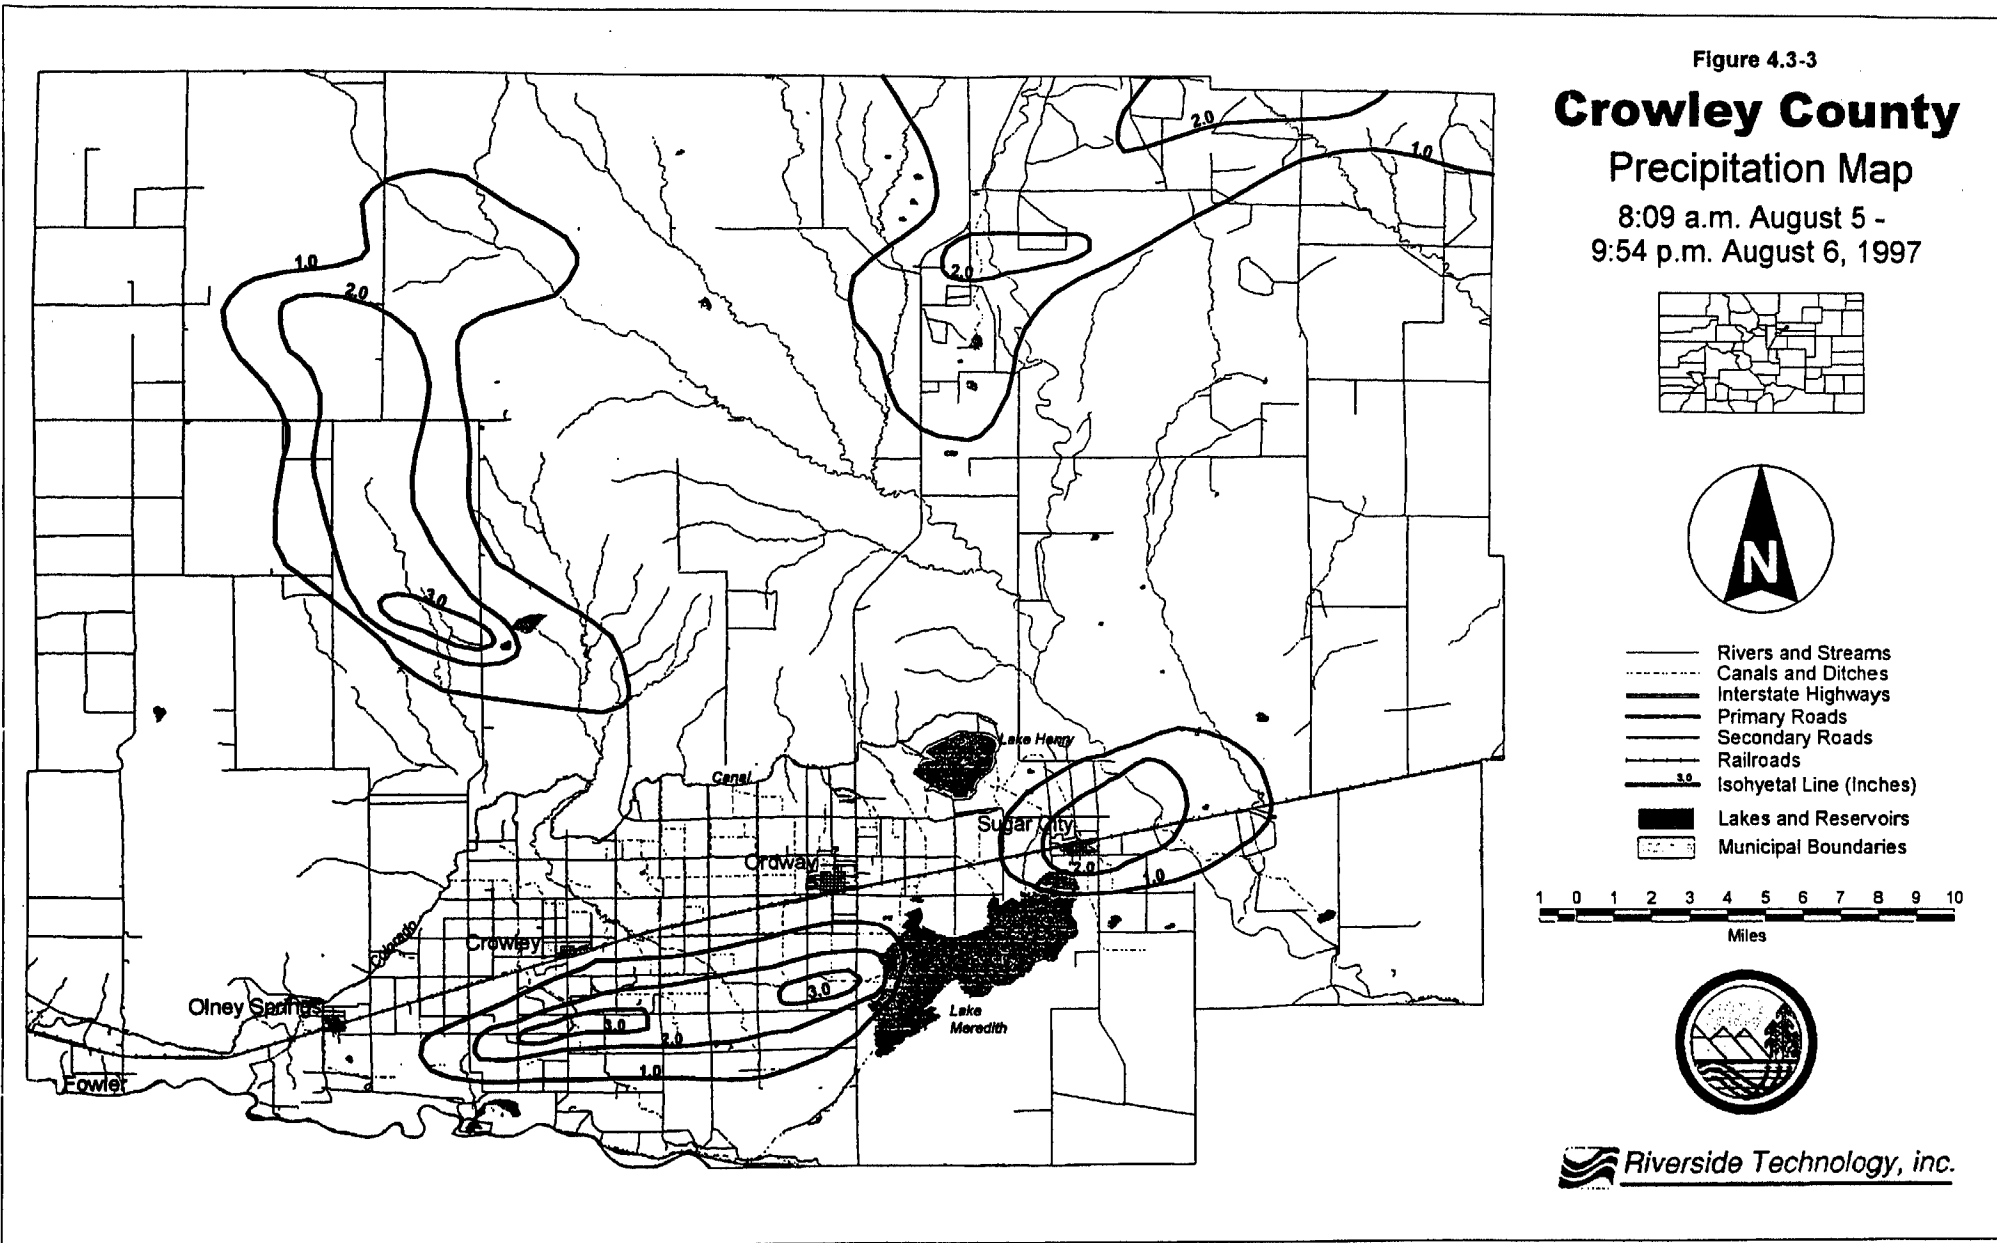 Figure 4.3-3
Crowley County
Precipitation Map
8:09 a.m. August 5 -
9:54 p.m. August 6, 1997
N
Rivers and Streams
Canals and Ditches
Interstate Highways
Primary Roads
Secondary Roads
Railroads
3.0 Isohyetal Line (Inches)
Lakes and Reservoirs
Municipal Boundaries
1 0 1 2 3 4 5 6 7 8 9 10
Miles
Riverside Technology, inc.
2.0
1.0
1.0
2.0
2.0
3.0
Lake Henry
Canal
Sugar City
Ordway
2.0
1.0
Colorado
Crowley
Olney Springs
3.0
3.0
Lake
Meredith
2.0
1.0
Fowler